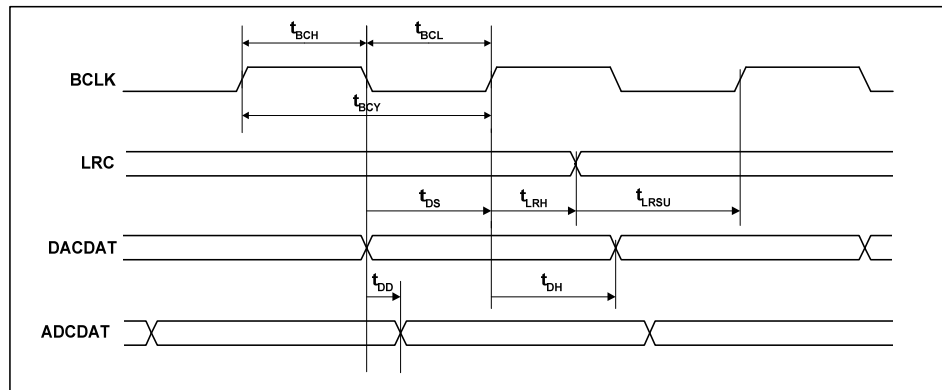 tBCH tBCL
BCLK
tBCY
LRC
tDS tLRH tLRSU
DACDAT
tDD tDH
ADCDAT